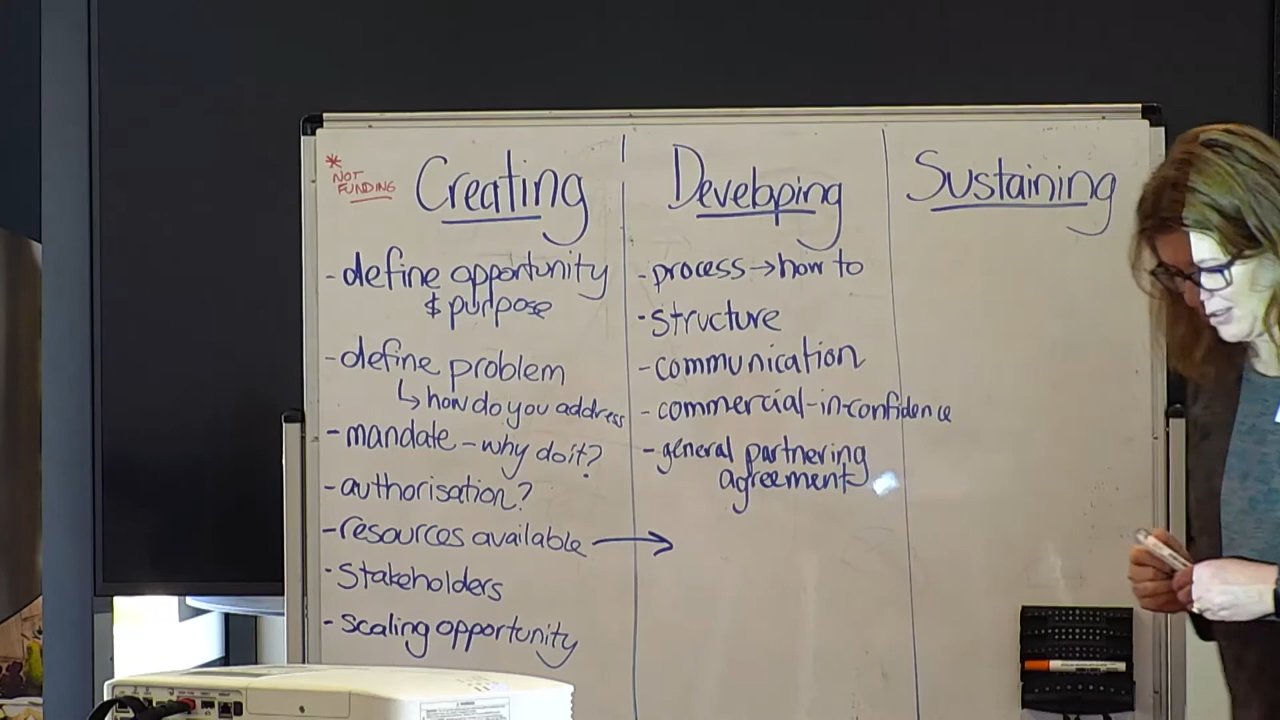 * NOT
FUNDING
Creating
- define opportunity
& purpose
- define problem
↳ how do you address
- mandate - why do it?
- authorisation?
- resources available →
- Stakeholders
- scaling opportunity
Developing
- process → how to
- structure
- communication
- commercial-in-confidence
- general partnering
agreement
Sustaining